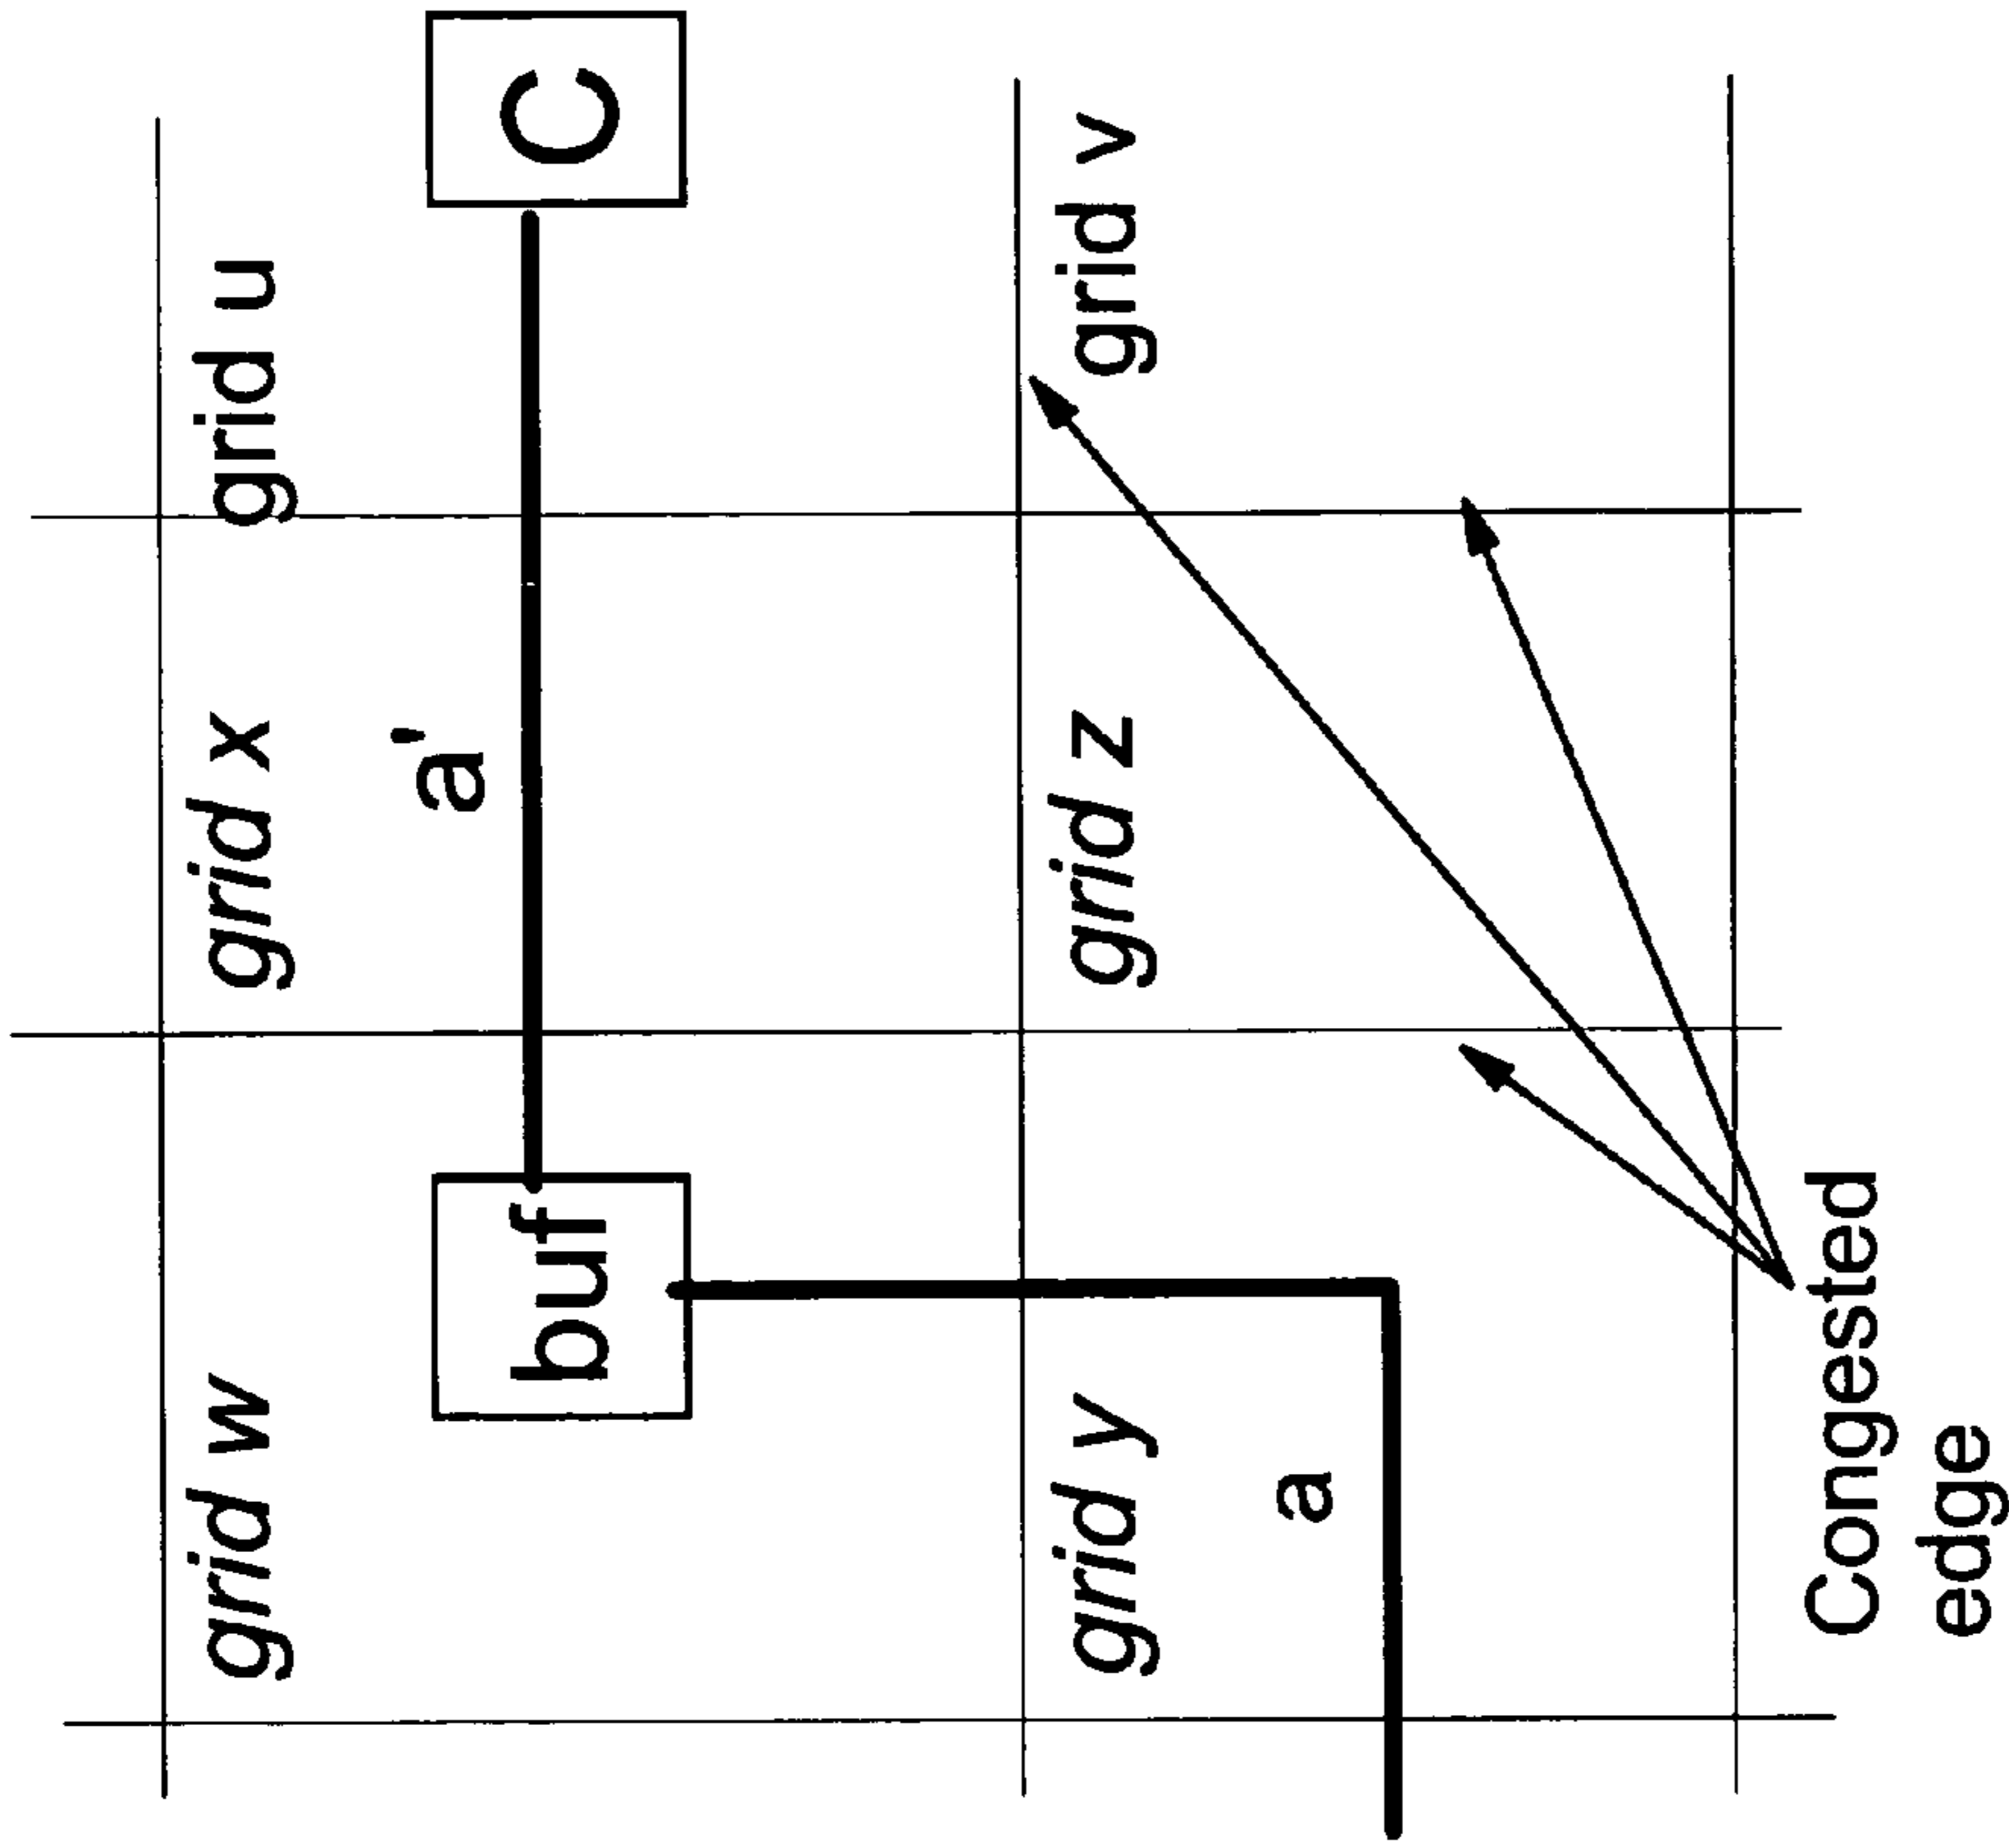 grid w
grid x
grid u
a'
buf
C
grid y
grid z
grid v
a
Congested
edge